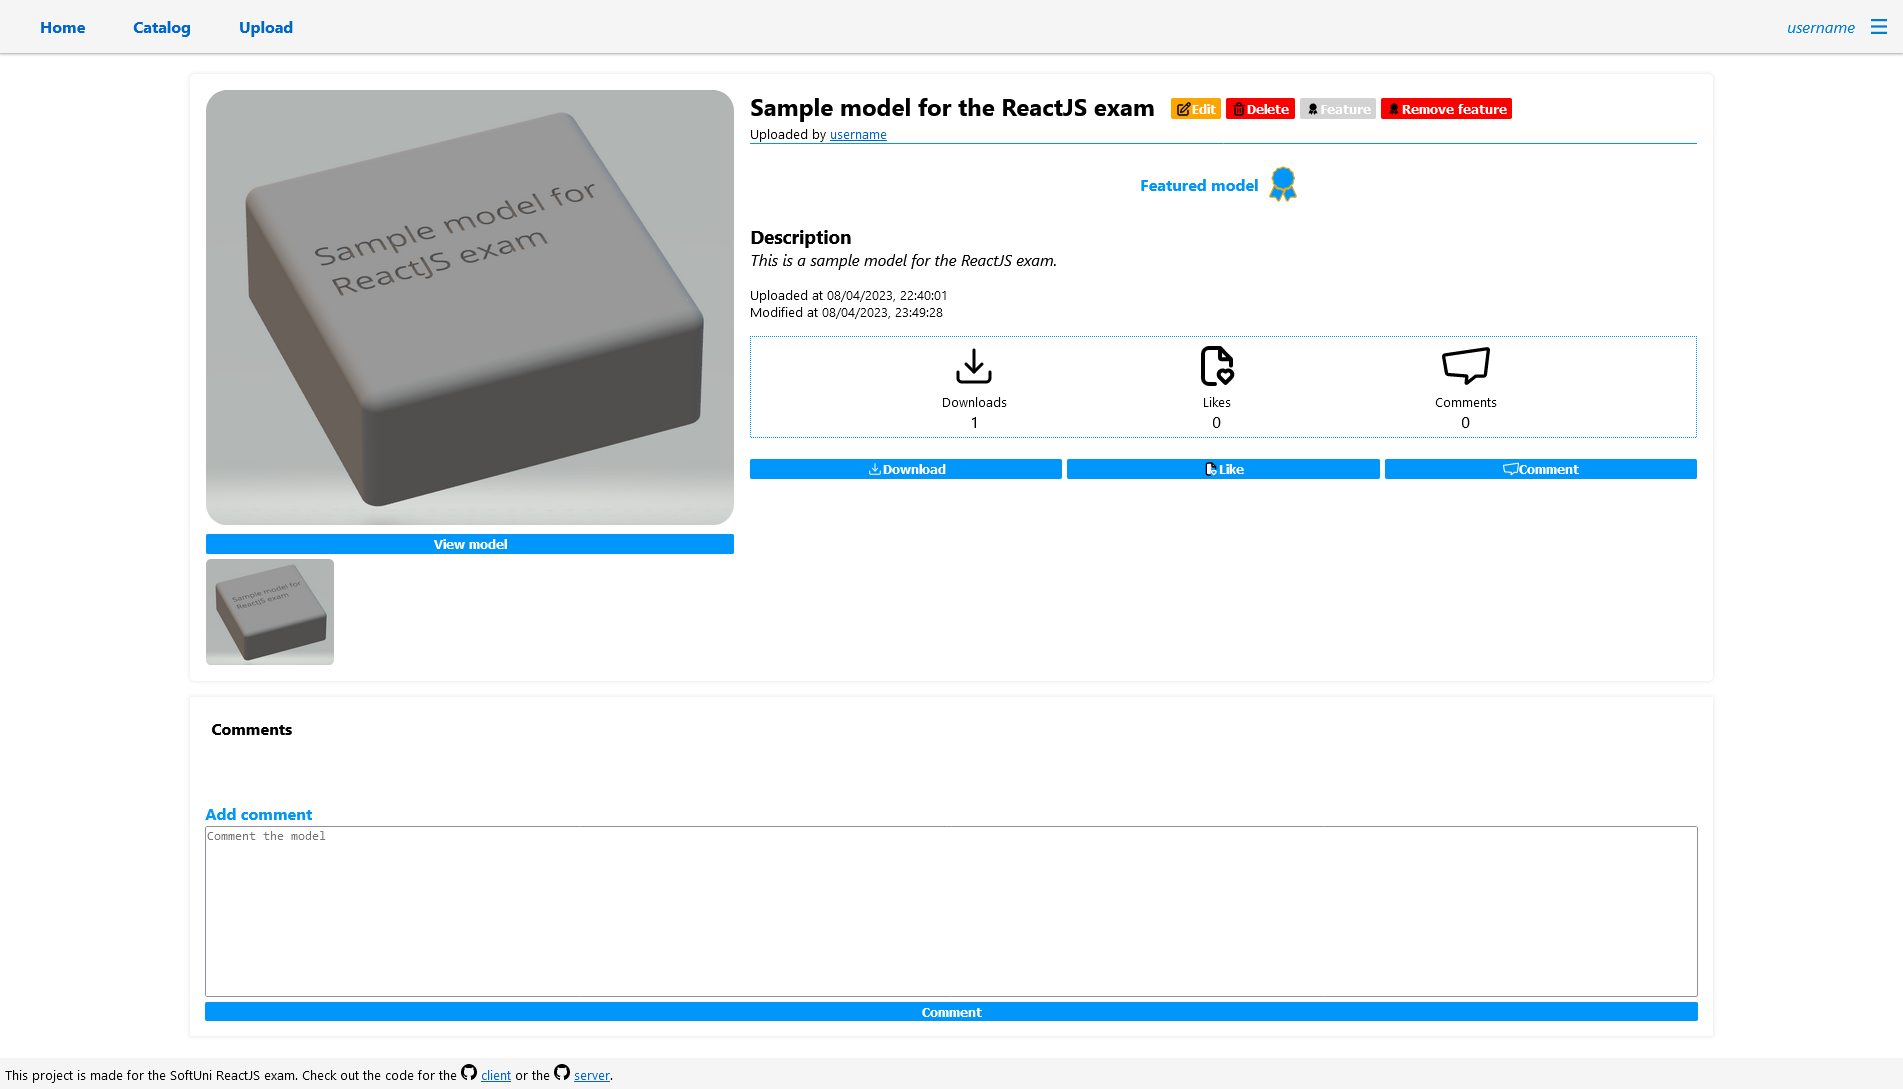 Home Catalog Upload username
Sample model for
ReactJS exam
View model
Sample model for
ReactJS exam
Sample model for the ReactJS exam Edit Delete Feature Remove feature
Uploaded by username
Featured model
Description
This is a sample model for the ReactJS exam.
Uploaded at 08/04/2023, 22:40:01
Modified at 08/04/2023, 23:49:28
Downloads Likes Comments
1 0 0
Download Like Comment
Comments
Add comment
Comment the model
Comment
This project is made for the SoftUni ReactJS exam. Check out the code for the client or the server.